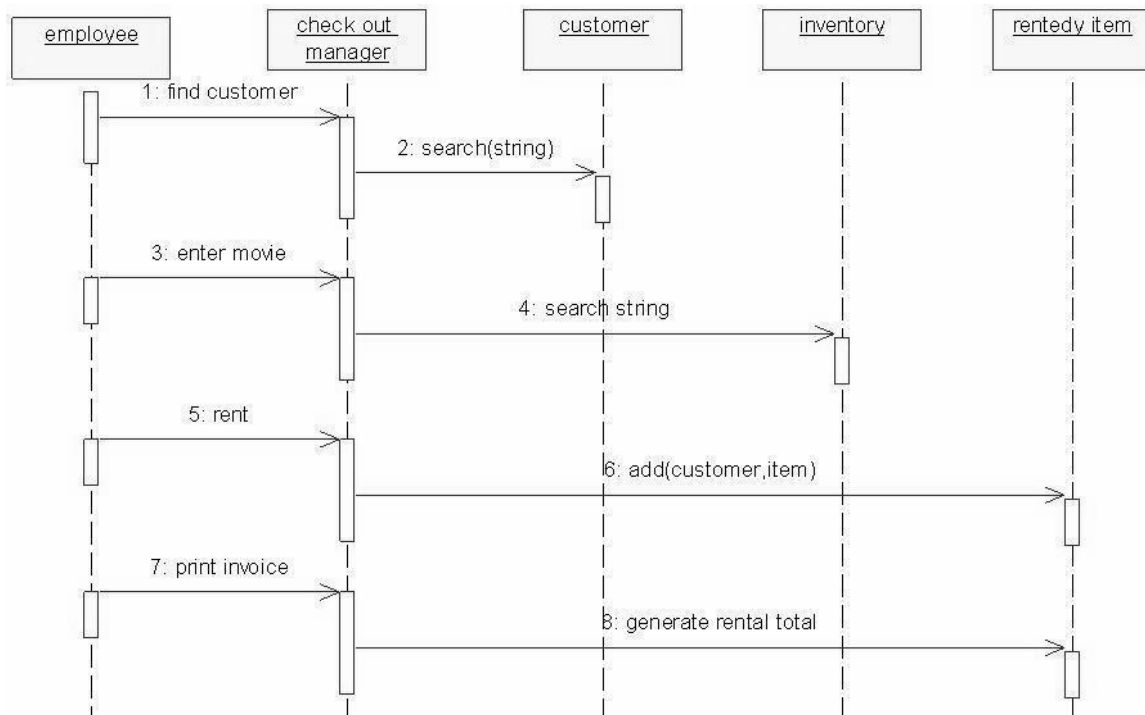 employee
check out
manager
customer
inventory
rentedy item
1: find customer
2: search(string)
3: enter movie
4: search string
5: rent
6: add(customer,item)
7: print invoice
8: generate rental total